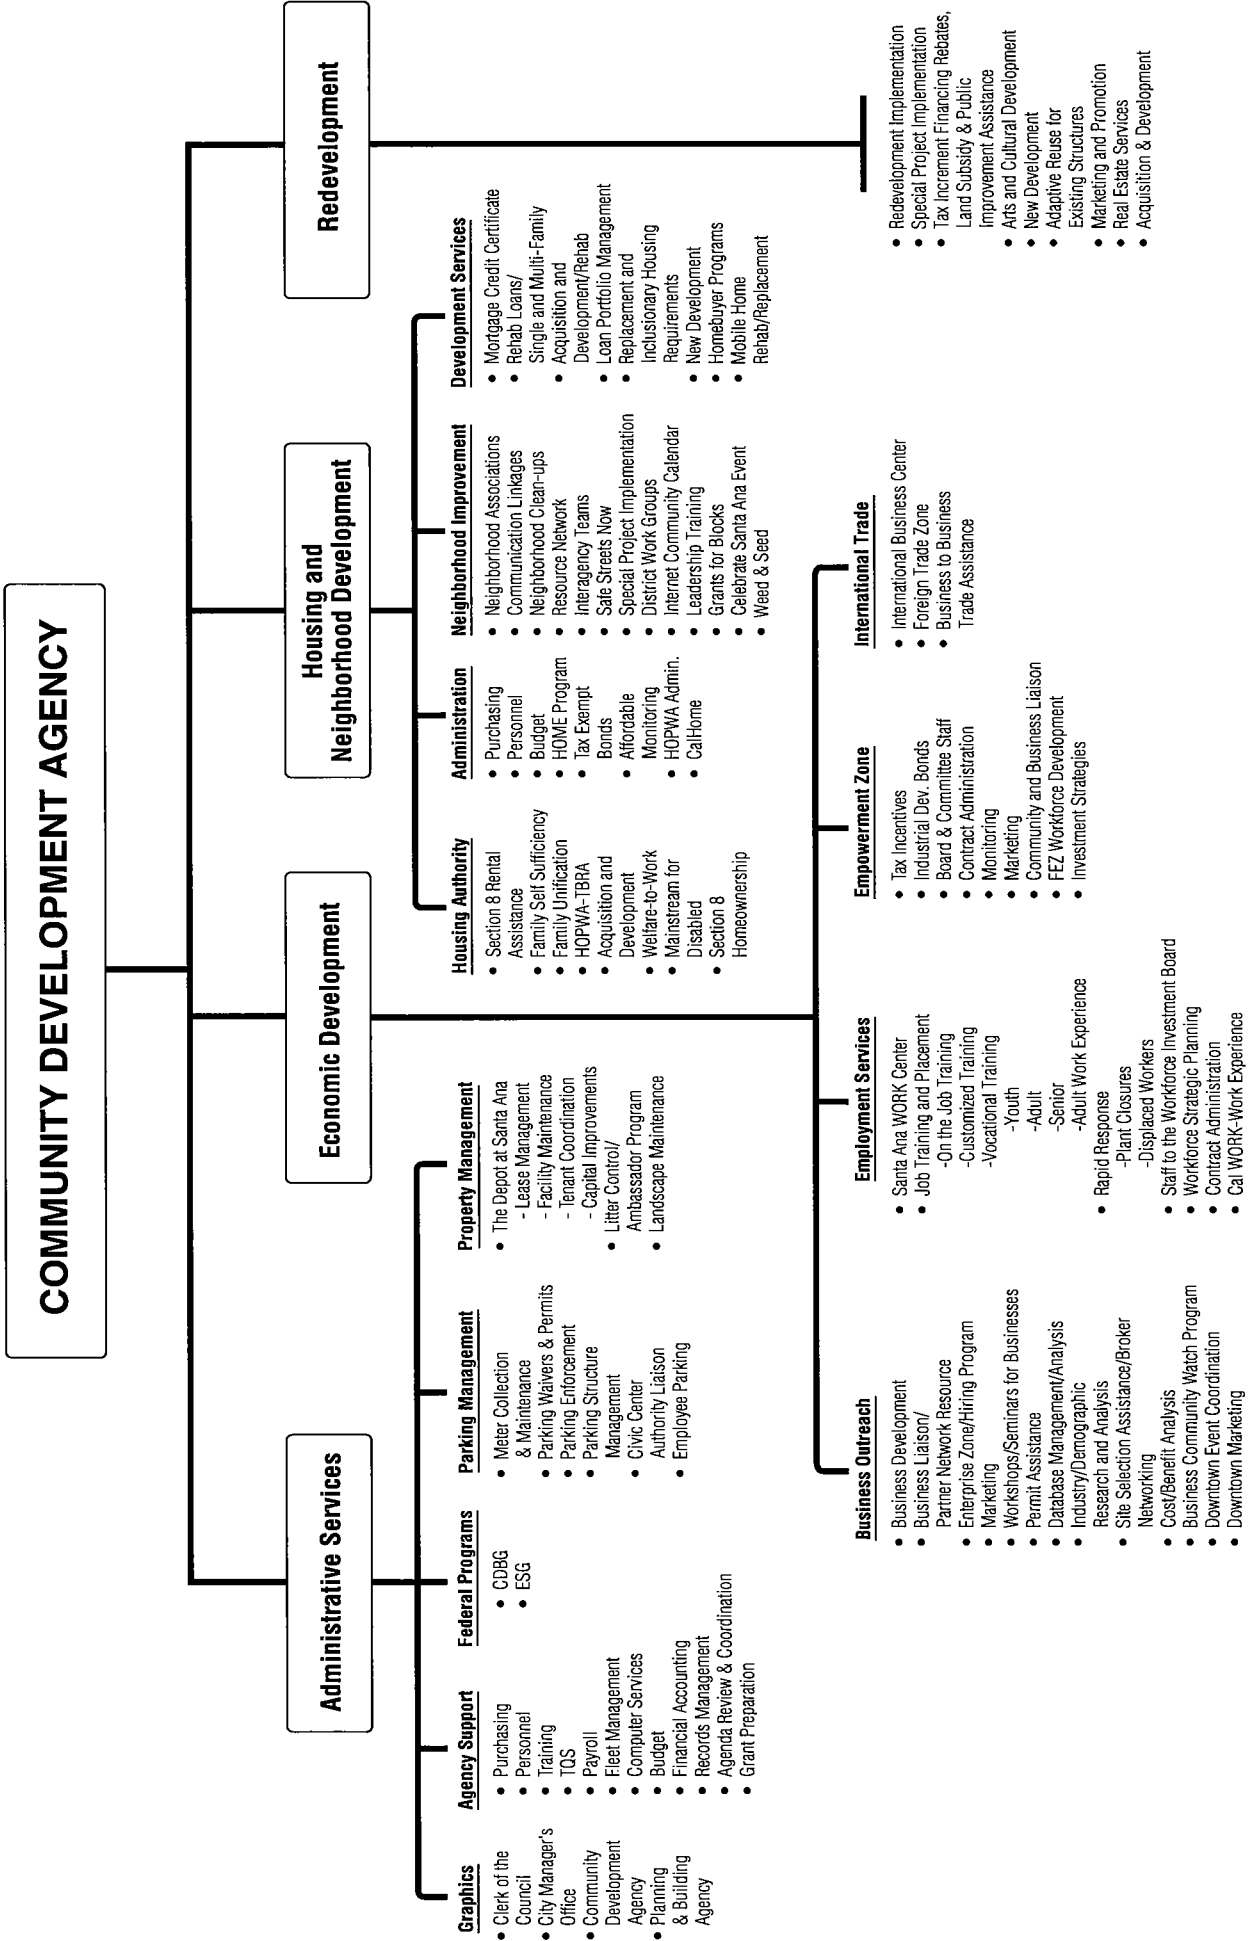 COMMUNITY DEVELOPMENT AGENCY
Administrative Services
Economic Development
Housing and
Neighborhood Development
Redevelopment
Graphics
• Clerk of the
Council
• City Manager's
Office
• Community
Development
Agency
• Planning
& Building
Agency
Agency Support
• Purchasing
• Personnel
• Training
• TQS
• Payroll
• Fleet Management
• Computer Services
• Budget
• Financial Accounting
• Records Management
• Agenda Review & Coordination
• Grant Preparation
Federal Programs
• CDBG
• ESG
Parking Management
• Meter Collection
& Maintenance
• Parking Waivers & Permits
• Parking Enforcement
• Parking Structure
Management
• Civic Center
Authority Liaison
• Employee Parking
Property Management
• The Depot at Santa Ana
- Lease Management
- Facility Maintenance
- Tenant Coordination
- Capital Improvements
• Litter Control/
Ambassador Program
• Landscape Maintenance
Housing Authority
• Section 8 Rental
Assistance
• Family Self Sufficiency
• Family Unification
• HOPWA-TBRA
• Acquisition and
Development
• Welfare-to-Work
• Mainstream for
Disabled
• Section 8
Homeownership
Administration
• Purchasing
• Personnel
• Budget
• HOME Program
• Tax Exempt
Bonds
• Affordable
Monitoring
• HOPWA Admin.
• CalHome
Neighborhood Improvement
• Neighborhood Associations
• Communication Linkages
• Neighborhood Clean-ups
• Resource Network
• Interagency Teams
• Safe Streets Now
• Special Project Implementation
• District Work Groups
• Internet Community Calendar
• Leadership Training
• Grants for Blocks
• Celebrate Santa Ana Event
• Weed & Seed
Development Services
• Mortgage Credit Certificate
• Rehab Loans/
Single and Multi-Family
• Acquisition and
Development/Rehab
• Loan Portfolio Management
• Replacement and
Inclusionary Housing
Requirements
• New Development
• Homebuyer Programs
• Mobile Home
Rehab/Replacement
Business Outreach
• Business Development
• Business Liaison/
Partner Network Resource
• Enterprise Zone/Hiring Program
• Marketing
• Workshops/Seminars for Businesses
• Permit Assistance
• Database Management/Analysis
• Industry/Demographic
Research and Analysis
• Site Selection Assistance/Broker
Networking
• Cost/Benefit Analysis
• Business Community Watch Program
• Downtown Event Coordination
• Downtown Marketing
Employment Services
• Santa Ana WORK Center
• Job Training and Placement
-On the Job Training
-Customized Training
-Vocational Training
-Youth
-Adult
-Senior
-Adult Work Experience
• Rapid Response
-Plant Closures
-Displaced Workers
• Staff to the Workforce Investment Board
• Workforce Strategic Planning
• Contract Administration
• Cal WORK-Work Experience
Empowerment Zone
• Tax Incentives
• Industrial Dev. Bonds
• Board & Committee Staff
• Contract Administration
• Monitoring
• Marketing
• Community and Business Liaison
• FEZ Workforce Development
• Investment Strategies
International Trade
• International Business Center
• Foreign Trade Zone
• Business to Business
Trade Assistance
• Redevelopment Implementation
• Special Project Implementation
• Tax Increment Financing Rebates,
Land Subsidy & Public
Improvement Assistance
• Arts and Cultural Development
• New Development
• Adaptive Reuse for
Existing Structures
• Marketing and Promotion
• Real Estate Services
• Acquisition & Development